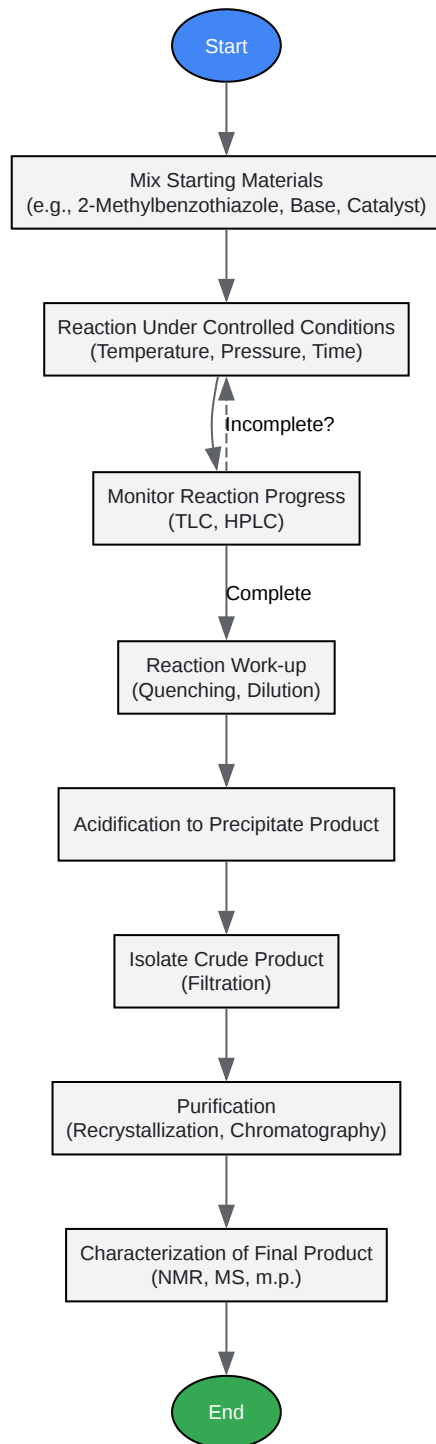 Start
Mix Starting Materials
(e.g., 2-Methylbenzothiazole, Base, Catalyst)
Reaction Under Controlled Conditions
(Temperature, Pressure, Time)
Incomplete?
Monitor Reaction Progress
(TLC, HPLC)
Complete
Reaction Work-up
(Quenching, Dilution)
Acidification to Precipitate Product
Isolate Crude Product
(Filtration)
Purification
(Recrystallization, Chromatography)
Characterization of Final Product
(NMR, MS, m.p.)
End